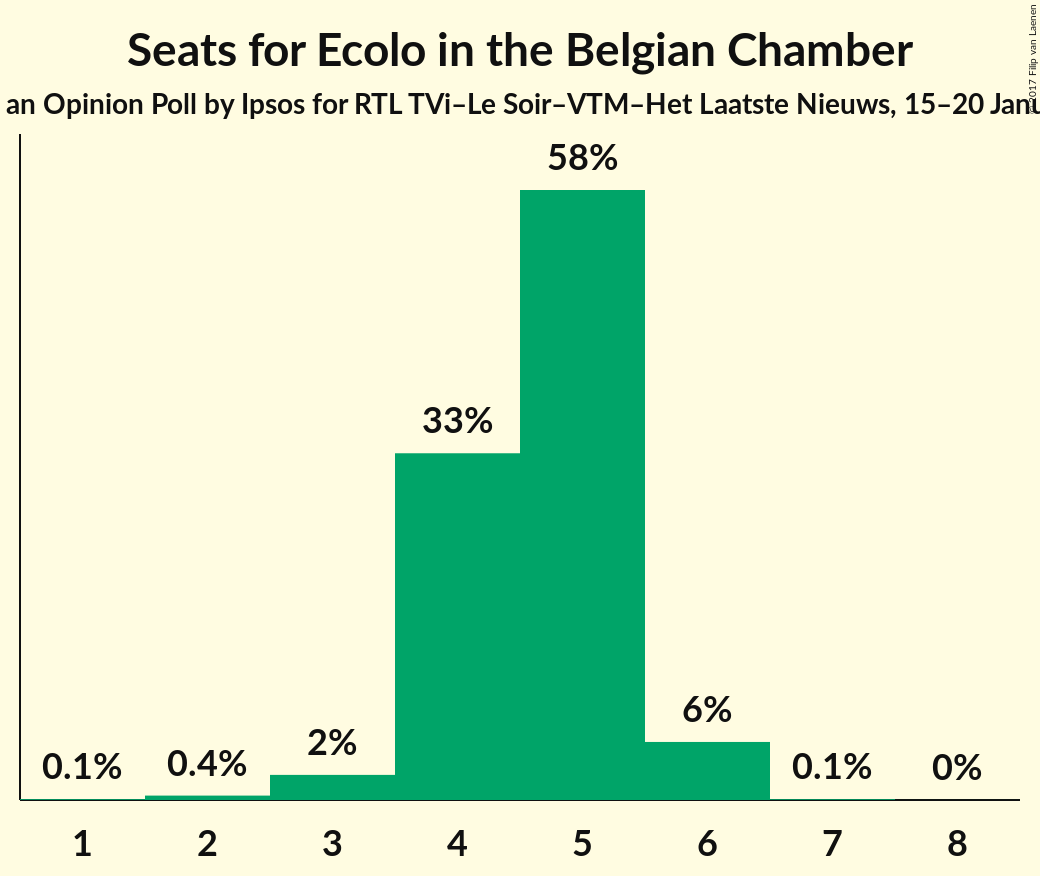 Seats for Ecolo in the Belgian Chamber
an Opinion Poll by Ipsos for RTL TVi–Le Soir–VTM–Het Laatste Nieuws, 15–20 Janu
© 2017 Filip van Laenen
58%
33%
6%
2%
0.1% 0.4% 0.1% 0%
1 2 3 4 5 6 7 8